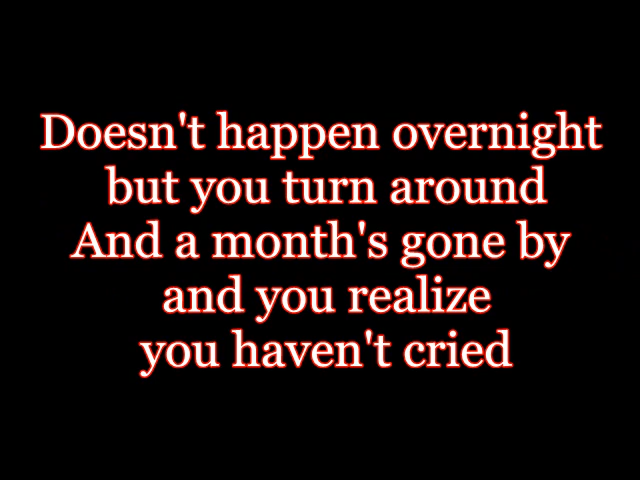 Doesn't happen overnight
but you turn around
And a month's gone by
and you realize
you haven't cried